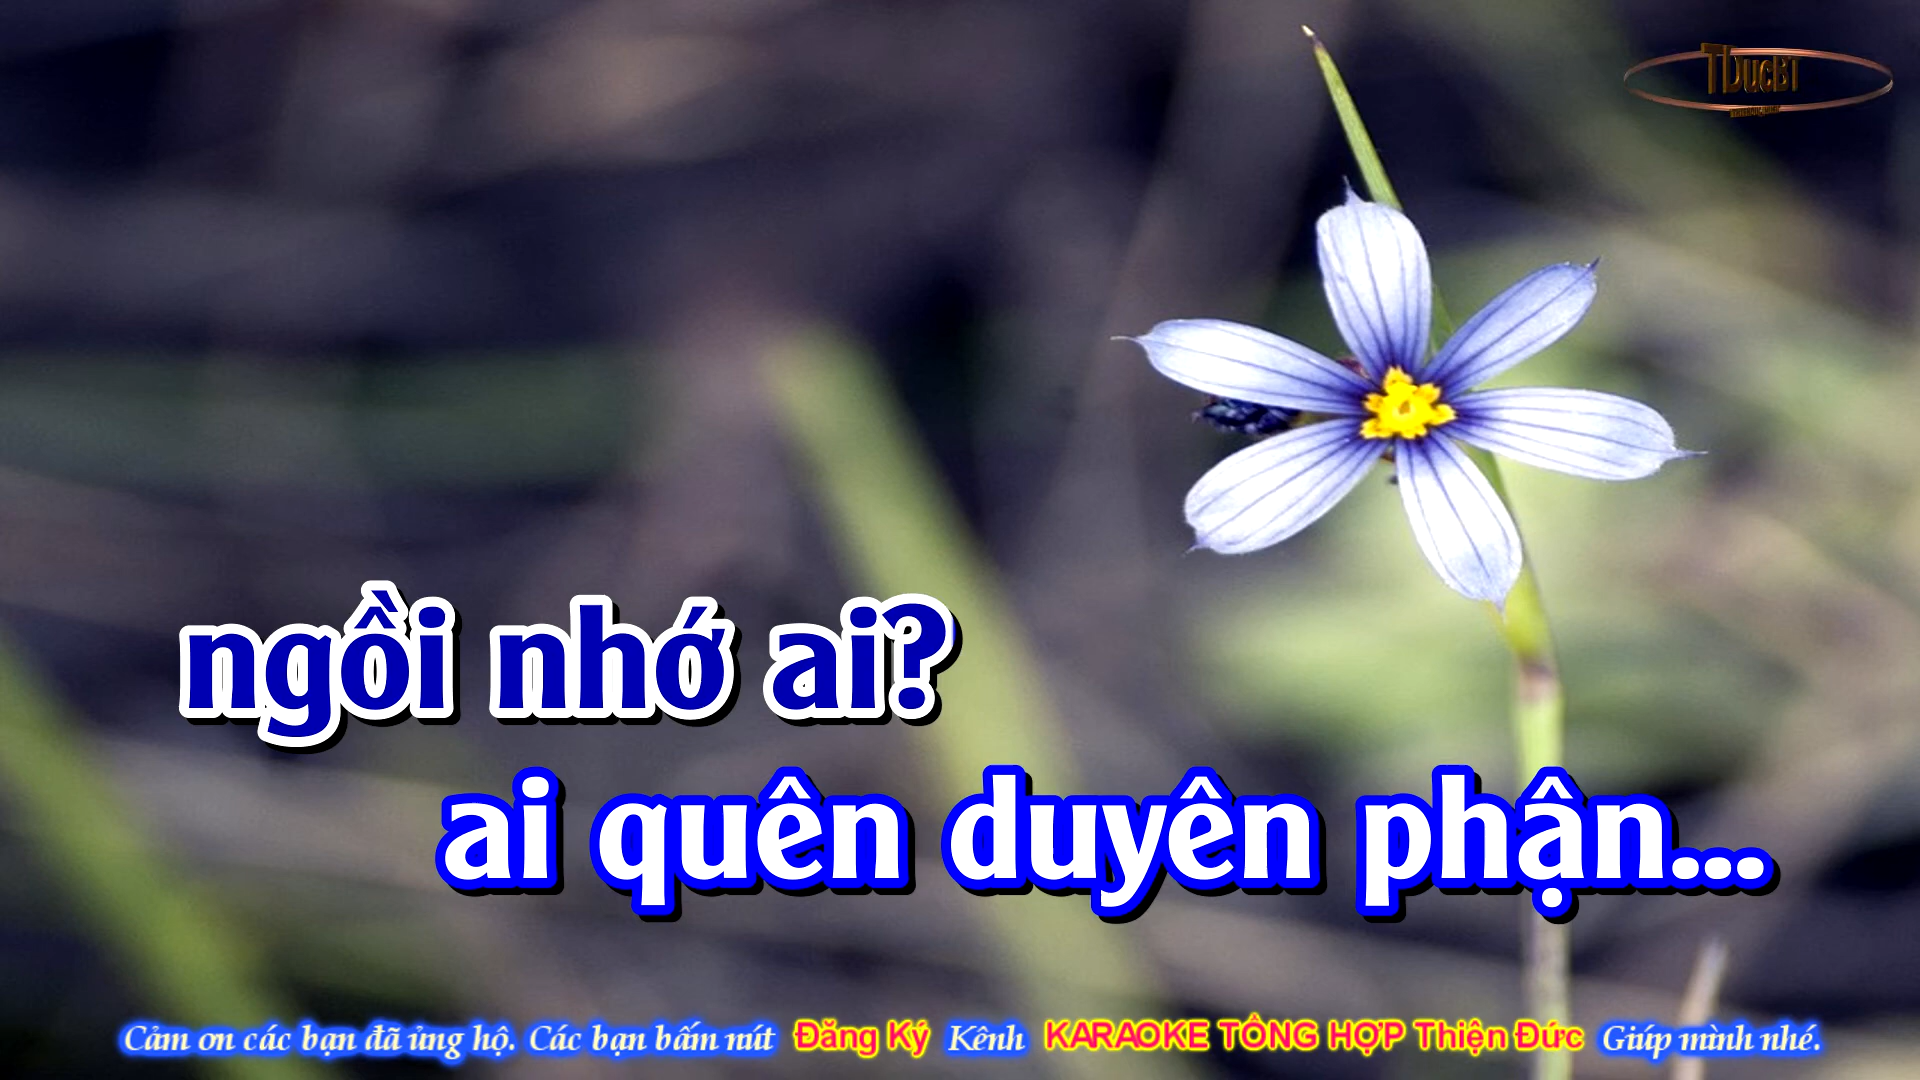 TDucBT
ngồi nhớ ai?
ai quên duyên phận...
Cảm ơn các bạn đã ủng hộ. Các bạn bấm nút Đăng Ký Kênh KARAOKE TỔNG HỢP Thiện Đức Giúp mình nhé.